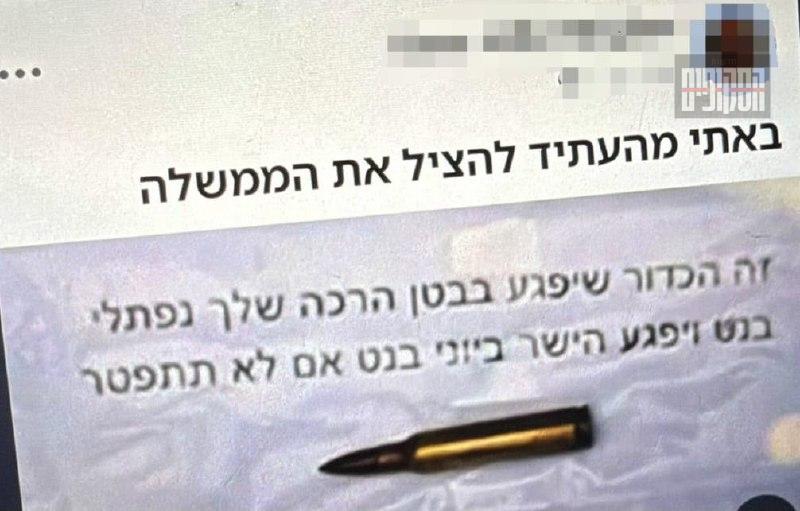 באתי מהעתיד להציל את הממשלה
זה הכדור שיפגע בבטן הרכה שלך נפתלי
בנט ויפגע הישר ביוני בנט אם לא תתפטר